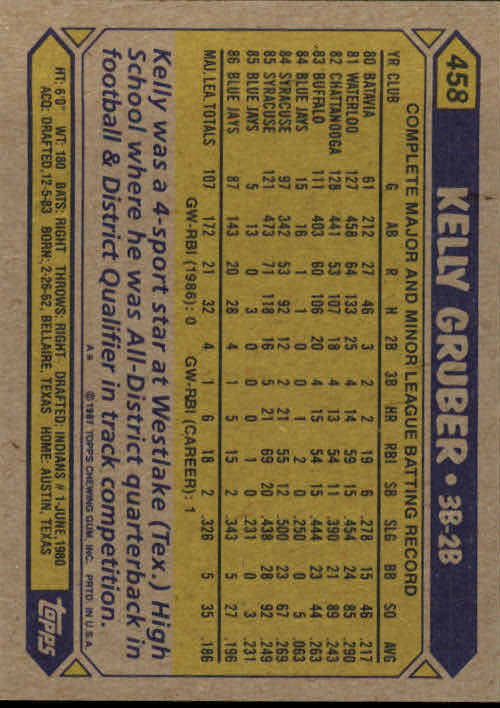 458
KELLY GRUBER • 3B-2B
COMPLETE MAJOR AND MINOR LEAGUE BATTING RECORD
YR CLUB G AB R H 2B 3B HR RBI SB SLG BB SO AVG
80 BATAVIA 61 212 27 46 3 2 2 19 6 .278 15 46 .217
81 WATERLOO 127 458 64 133 25 4 14 59 15 .454 24 85 .290
82 CHATTANOOGA 128 441 53 107 18 4 13 54 11 .390 21 89 .243
83 BUFFALO 111 403 60 106 20 4 15 54 15 .444 23 44 .263
84 BLUE JAYS 15 16 1 1 0 0 1 2 0 .250 0 5 .063
84 SYRACUSE 97 342 53 92 12 2 21 55 12 .500 23 67 .269
85 SYRACUSE 121 473 71 118 16 5 21 69 20 .438 28 92 .249
85 BLUE JAYS 5 13 0 3 0 0 0 1 0 .231 0 3 .231
86 BLUE JAYS 87 143 20 28 4 1 5 15 2 .343 5 27 .196
MAJ. LEA. TOTALS 107 172 21 32 4 1 6 18 2 .326 5 35 .186
GW-RBI (1986): 0 GW-RBI (CAREER): 1
Kelly was a 4-sport star at Westlake (Tex.) High
School where he was All-District quarterback in
football & District Qualifier in track competition.
A* © 1987 TOPPS CHEWING GUM, INC. PRTD. IN U.S.A.
HT: 6'0" WT: 180 BATS: RIGHT THROWS: RIGHT DRAFTED: INDIANS #1-JUNE, 1980
ACQ: DRAFTED, 12-5-83 BORN: 2-26-62, BELLAIRE, TEXAS HOME: AUSTIN, TEXAS
topps